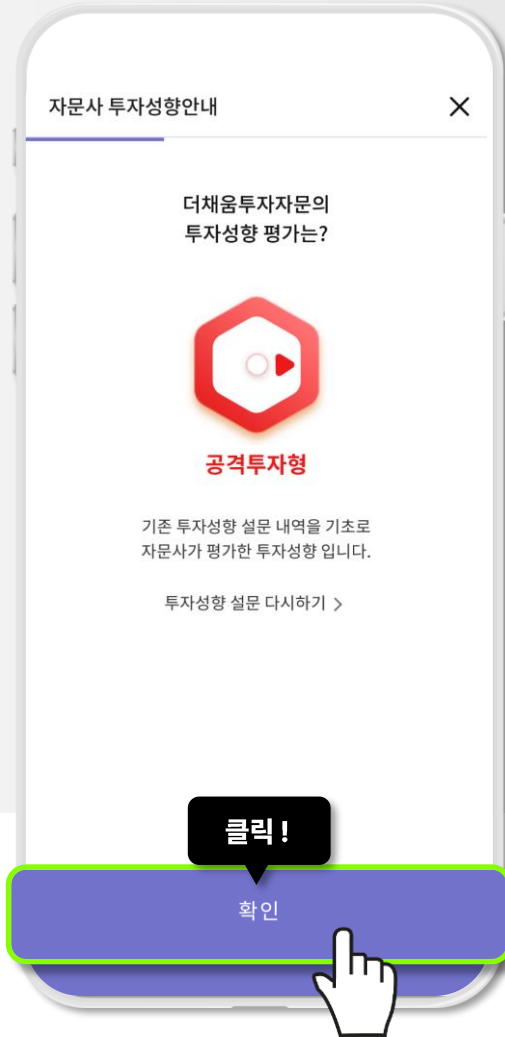 자문사 투자성향안내
더채움투자자문의
투자성향 평가는?
공격투자형
기존 투자성향 설문 내역을 기초로
자문사가 평가한 투자성향 입니다.
투자성향 설문 다시하기 >
클릭 !
확인